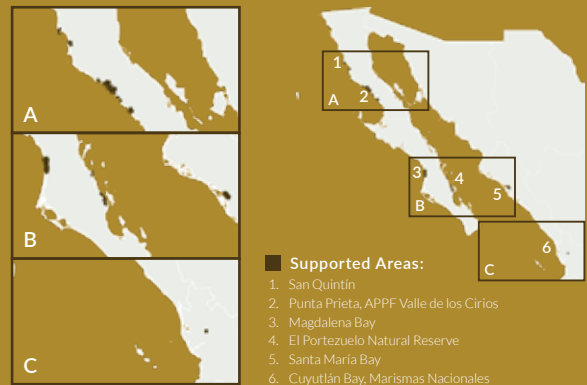 A
B
C
1
A
2
3
B
4
5
6
C
Supported Areas:
1. San Quintín
2. Punta Prieta, APPF Valle de los Cirios
3. Magdalena Bay
4. El Portezuelo Natural Reserve
5. Santa María Bay
6. Cuyutlán Bay, Marismas Nacionales